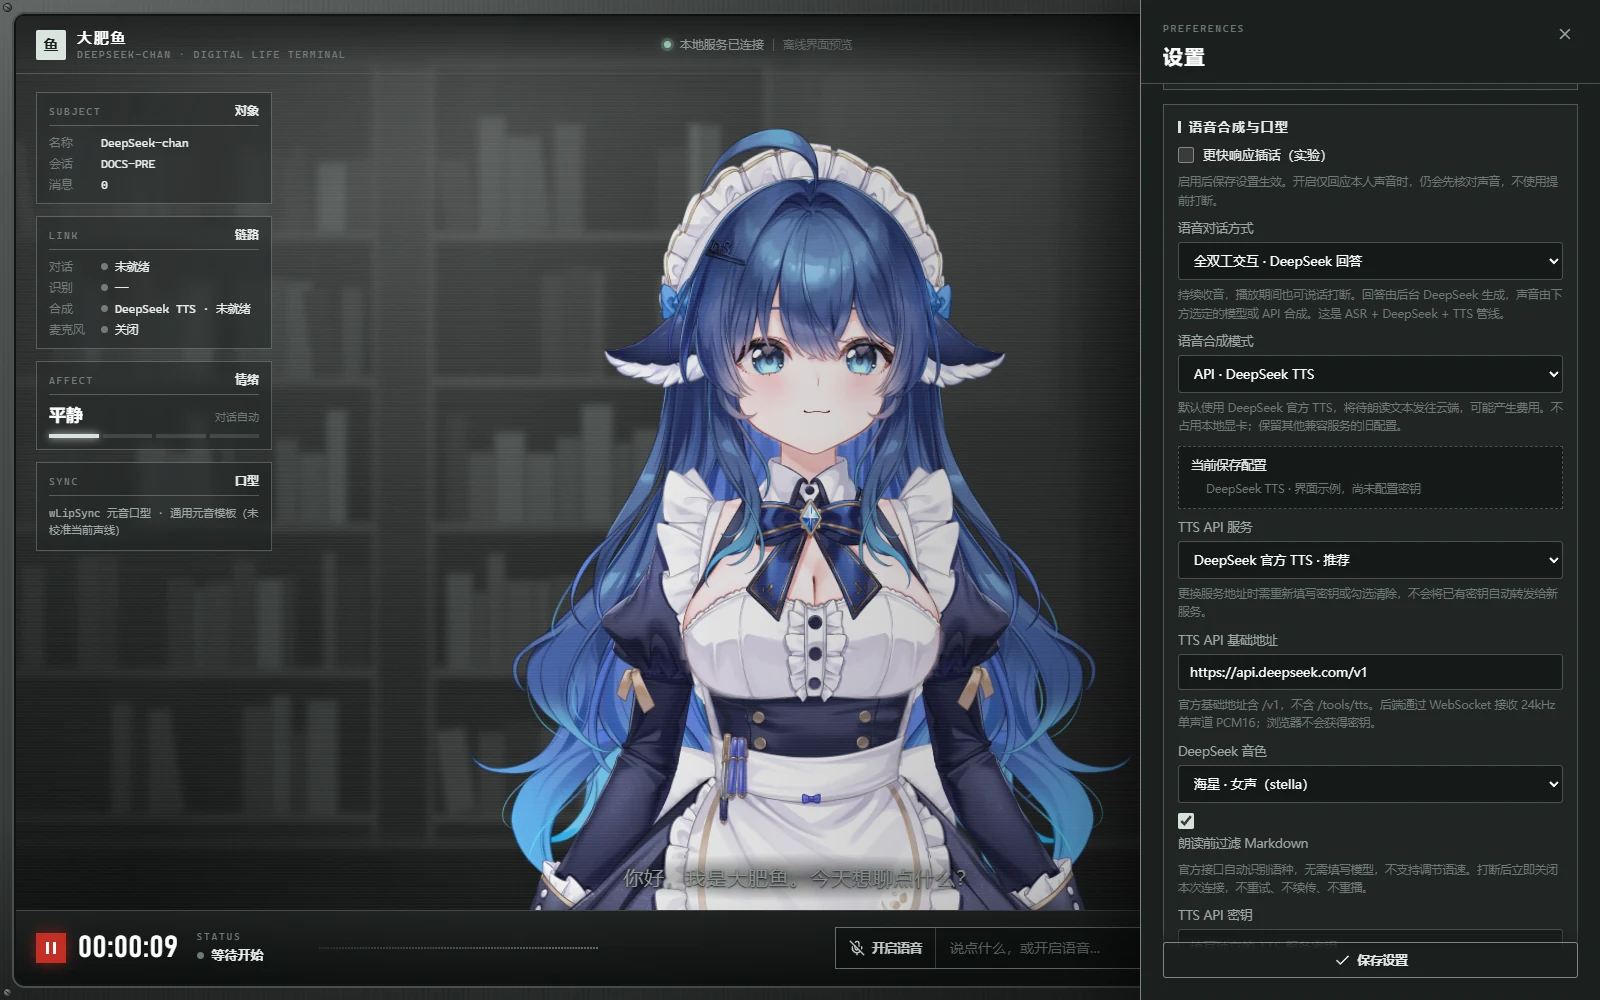 鱼
大肥鱼
DEEPSEEK-CHAN · DIGITAL LIFE TERMINAL
本地服务已连接 | 离线界面预览
SUBJECT 对象
名称 DeepSeek-chan
会话 DOCS-PRE
消息 0
LINK 链路
对话 未就绪
识别 —
合成 DeepSeek TTS · 未就绪
麦克风 关闭
AFFECT 情绪
平静 对话自动
SYNC 口型
wLipSync 元音口型 · 通用元音模板（未
校准当前声线）
你好，我是大肥鱼。今天想聊点什么？
00:00:09
STATUS
等待开始
开启语音
说点什么，或开启语音...
PREFERENCES
设置
语音合成与口型
更快响应插话（实验）
启用后保存设置生效。开启仅回应本人声音时，仍会先核对声音，不使用提
前打断。
语音对话方式
全双工交互 · DeepSeek 回答
持续收音，播放期间也可说话打断。回答由后台 DeepSeek 生成，声音由下
方选定的模型或 API 合成。这是 ASR + DeepSeek + TTS 管线。
语音合成模式
API · DeepSeek TTS
默认使用 DeepSeek 官方 TTS，将待朗读文本发往云端，可能产生费用。不
占用本地显卡；保留其他兼容服务的旧配置。
当前保存配置
DeepSeek TTS · 界面示例，尚未配置密钥
TTS API 服务
DeepSeek 官方 TTS · 推荐
更换服务地址时需重新填写密钥或勾选清除，不会将已有密钥自动转发给新
服务。
TTS API 基础地址
https://api.deepseek.com/v1
官方基础地址含 /v1，不含 /tools/tts。后端通过 WebSocket 接收 24kHz
单声道 PCM16；浏览器不会获得密钥。
DeepSeek 音色
海星 · 女声（stella）
朗读前过滤 Markdown
官方接口自动识别语种，无需填写模型，不支持调节语速。打断后立即关闭
本次连接，不重试、不续传、不重播。
TTS API 密钥
保存设置